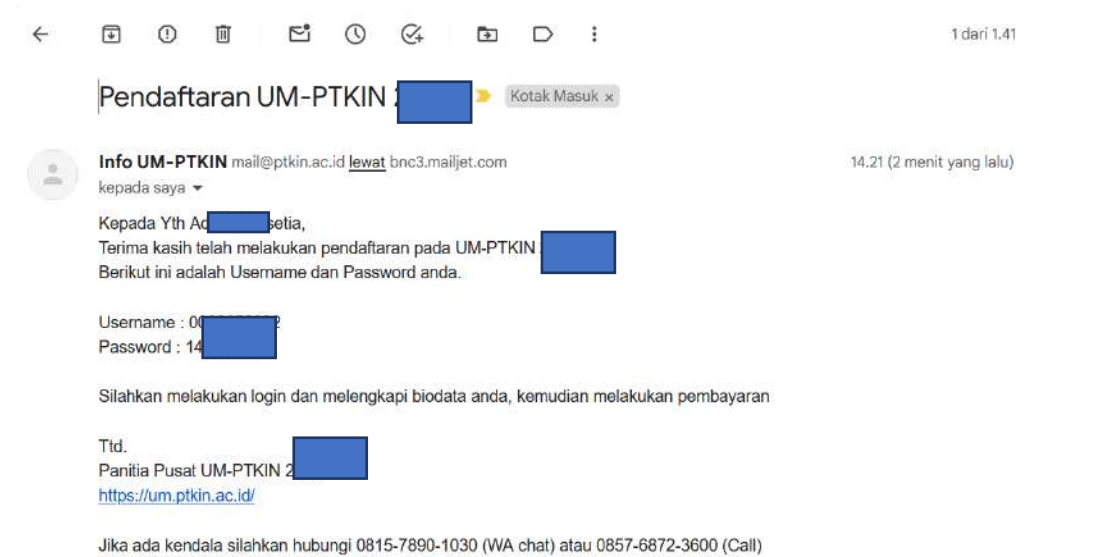 1 dari 1.41
Pendaftaran UM-PTKIN
Kotak Masuk ×
Info UM-PTKIN mail@ptkin.ac.id lewat bnc3.mailjet.com
14.21 (2 menit yang lalu)
kepada saya
Kepada Yth
Terima kasih telah melakukan pendaftaran pada UM-PTKIN
Berikut ini adalah Username dan Password anda.
Username :
Password : 14
Silahkan melakukan login dan melengkapi biodata anda, kemudian melakukan pembayaran
Ttd.
Panitia Pusat UM-PTKIN 2
https://um.ptkin.ac.id/
Jika ada kendala silahkan hubungi 0815-7890-1030 (WA chat) atau 0857-6872-3600 (Call)